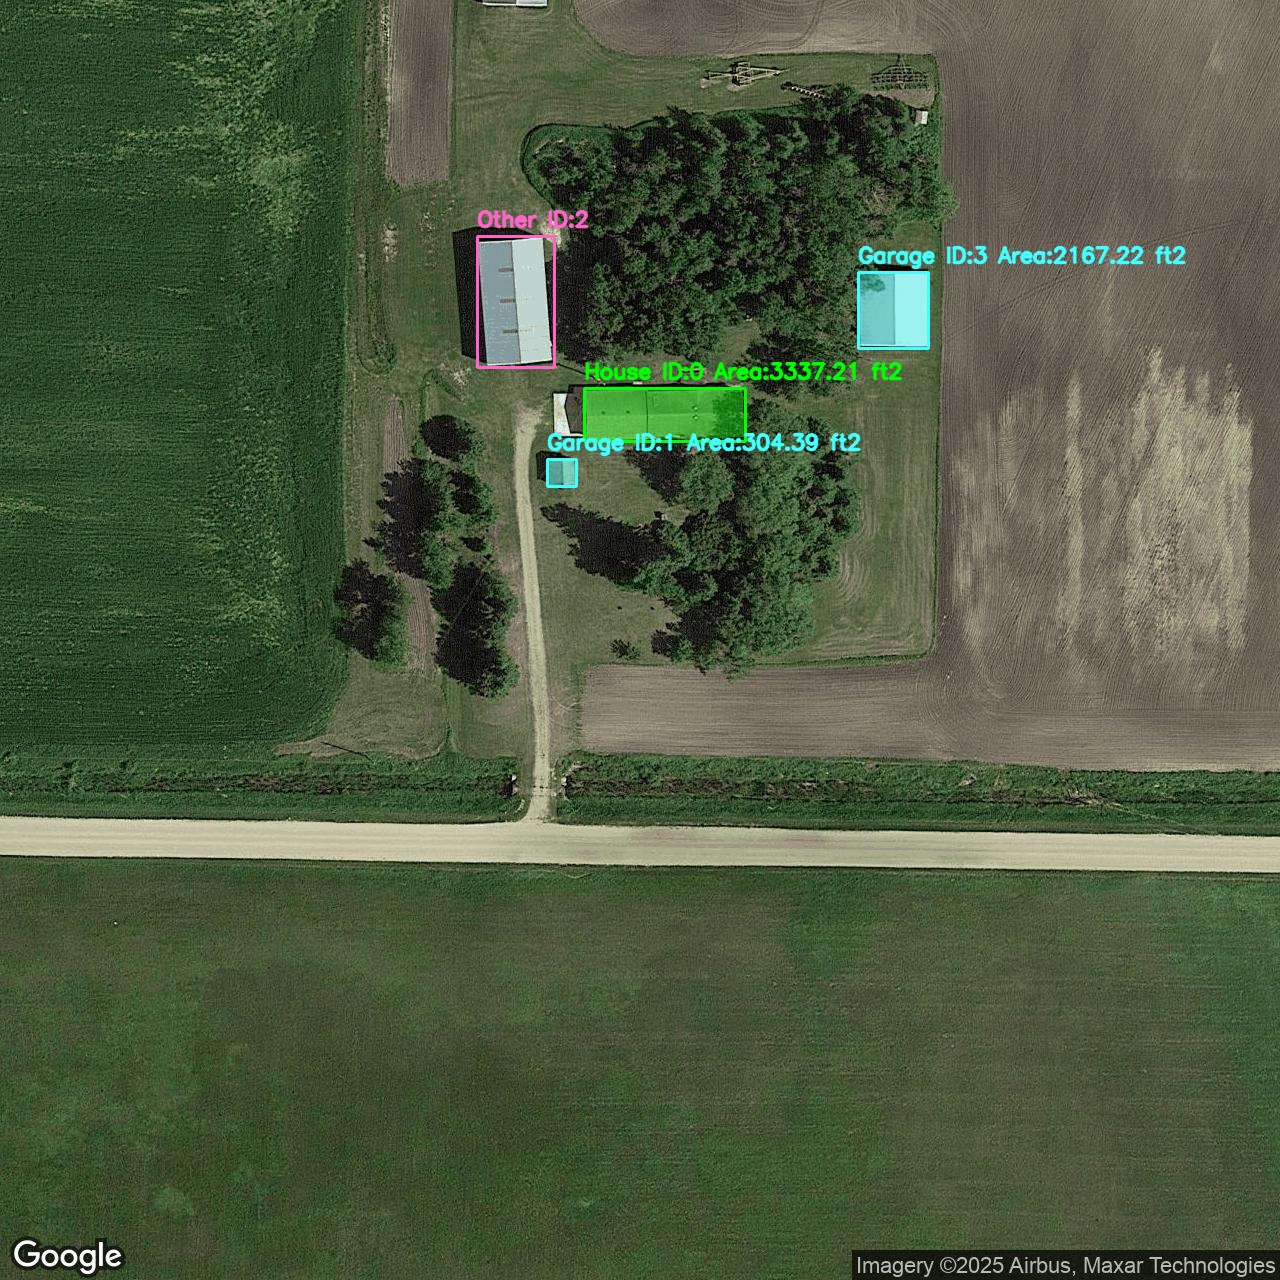 Other ID:2
Garage ID:3 Area:2167.22 ft2
House ID:0 Area:3337.21 ft2
Garage ID:1 Area:304.39 ft2
Google
Imagery ©2025 Airbus, Maxar Technologies